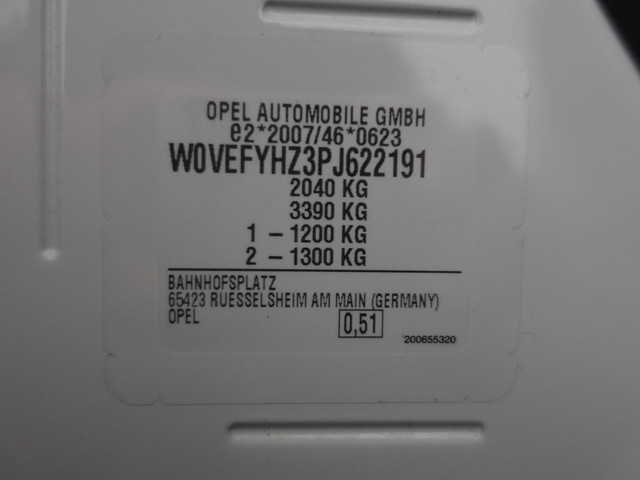 OPEL AUTOMOBILE GMBH
e2*2007/46*0623
W0VEFYHZ3PJ622191
2040 KG
3390 KG
1 - 1200 KG
2 - 1300 KG
BAHNHOFSPLATZ
65423 RUESSELSHEIM AM MAIN (GERMANY)
OPEL 0,51
200655320